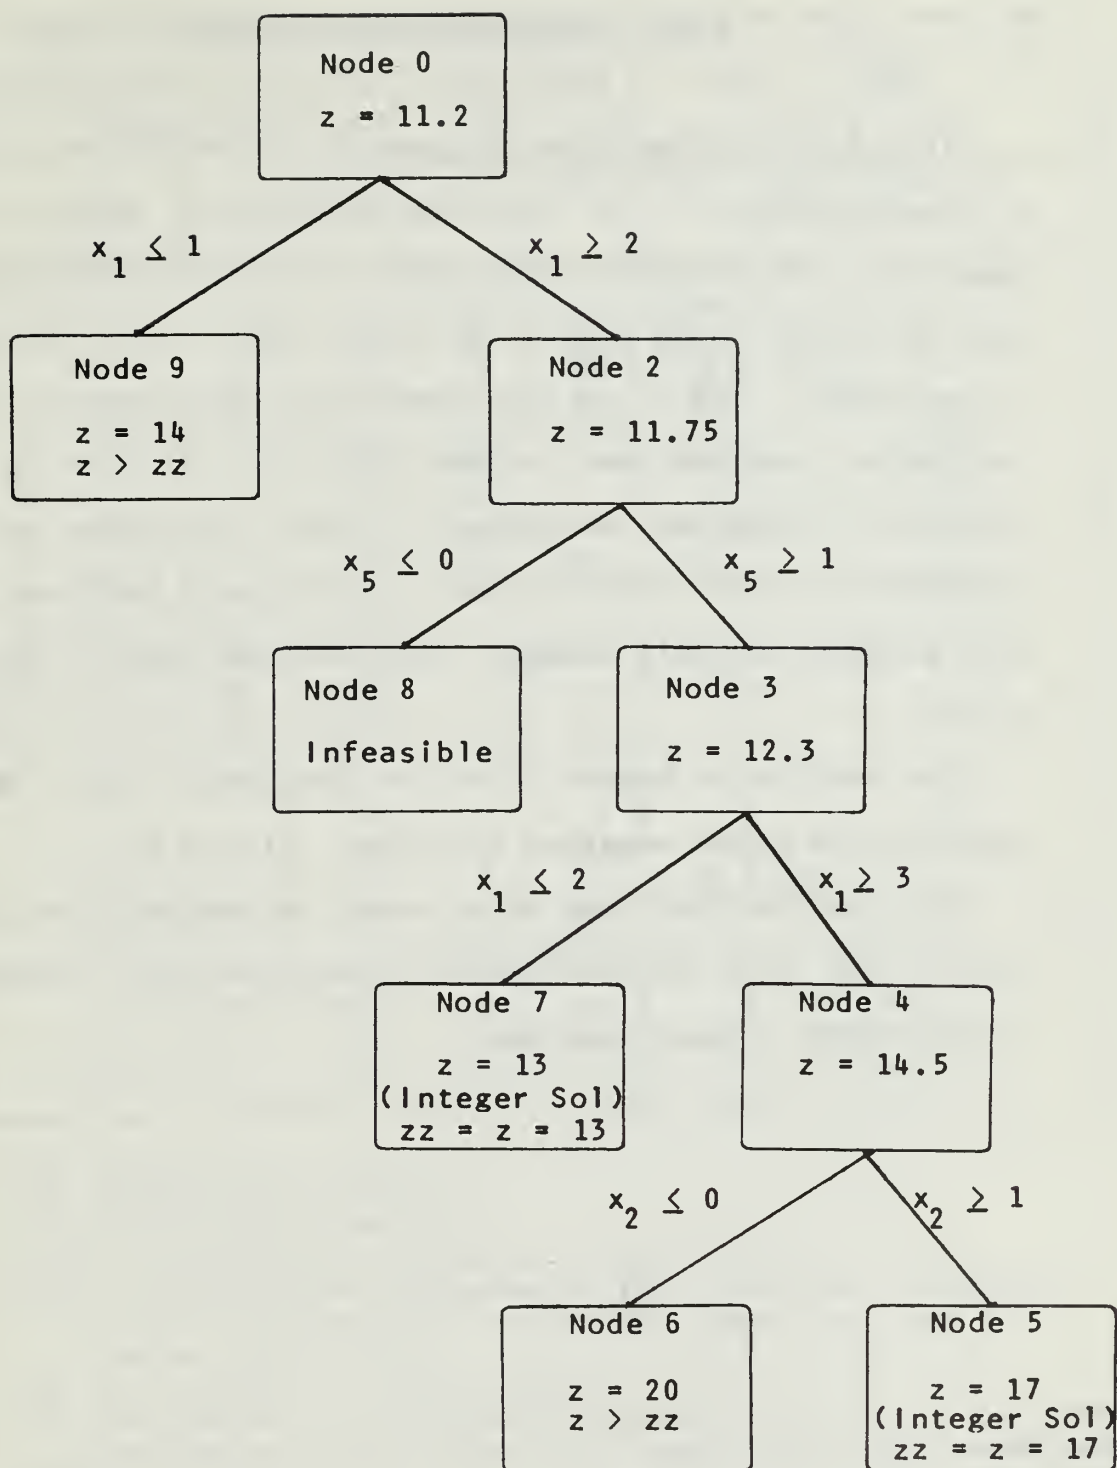 Node 0
z = 11.2
x₁ ≤ 1
x₁ ≥ 2
Node 9
z = 14
z > zz
Node 2
z = 11.75
x₅ ≤ 0
x₅ ≥ 1
Node 8
Infeasible
Node 3
z = 12.3
x₁ ≤ 2
x₁ ≥ 3
Node 7
z = 13
(Integer Sol)
zz = z = 13
Node 4
z = 14.5
x₂ ≤ 0
x₂ ≥ 1
Node 6
z = 20
z > zz
Node 5
z = 17
(Integer Sol)
zz = z = 17